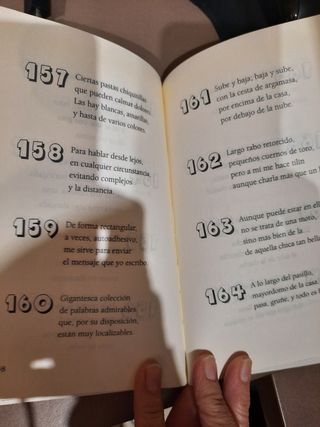 157
Ciertas pastas chiquinillas
que pueden calmar dolores.
Las hay blancas, amarillas
y hasta de varios colores.
158
Para hablar desde lejos,
en cualquier circunstancia,
evitando complejos
y la distancia.
159
De forma rectangular,
a veces, autoadhesivo,
me sirve para enviar
el mensaje que yo escribo.
160
Gigantesca colección
de palabras admirables
que, por su disposición,
están muy localizables.
161
Sube y baja; baja y sube,
con la cesta de argamasa,
por encima de la casa,
por debajo de la nube.
162
Largo rabo retorcido,
pequeños cuernos de toro,
pero a mí me hace tilín
aunque charla más que un
163
Aunque puede estar en el
no se trata de una moto,
sino más bien de la...
de aquella chica tan bella
164
A lo largo del pasillo,
mayordomo de la casa,
pasa, gruñe, y todo es